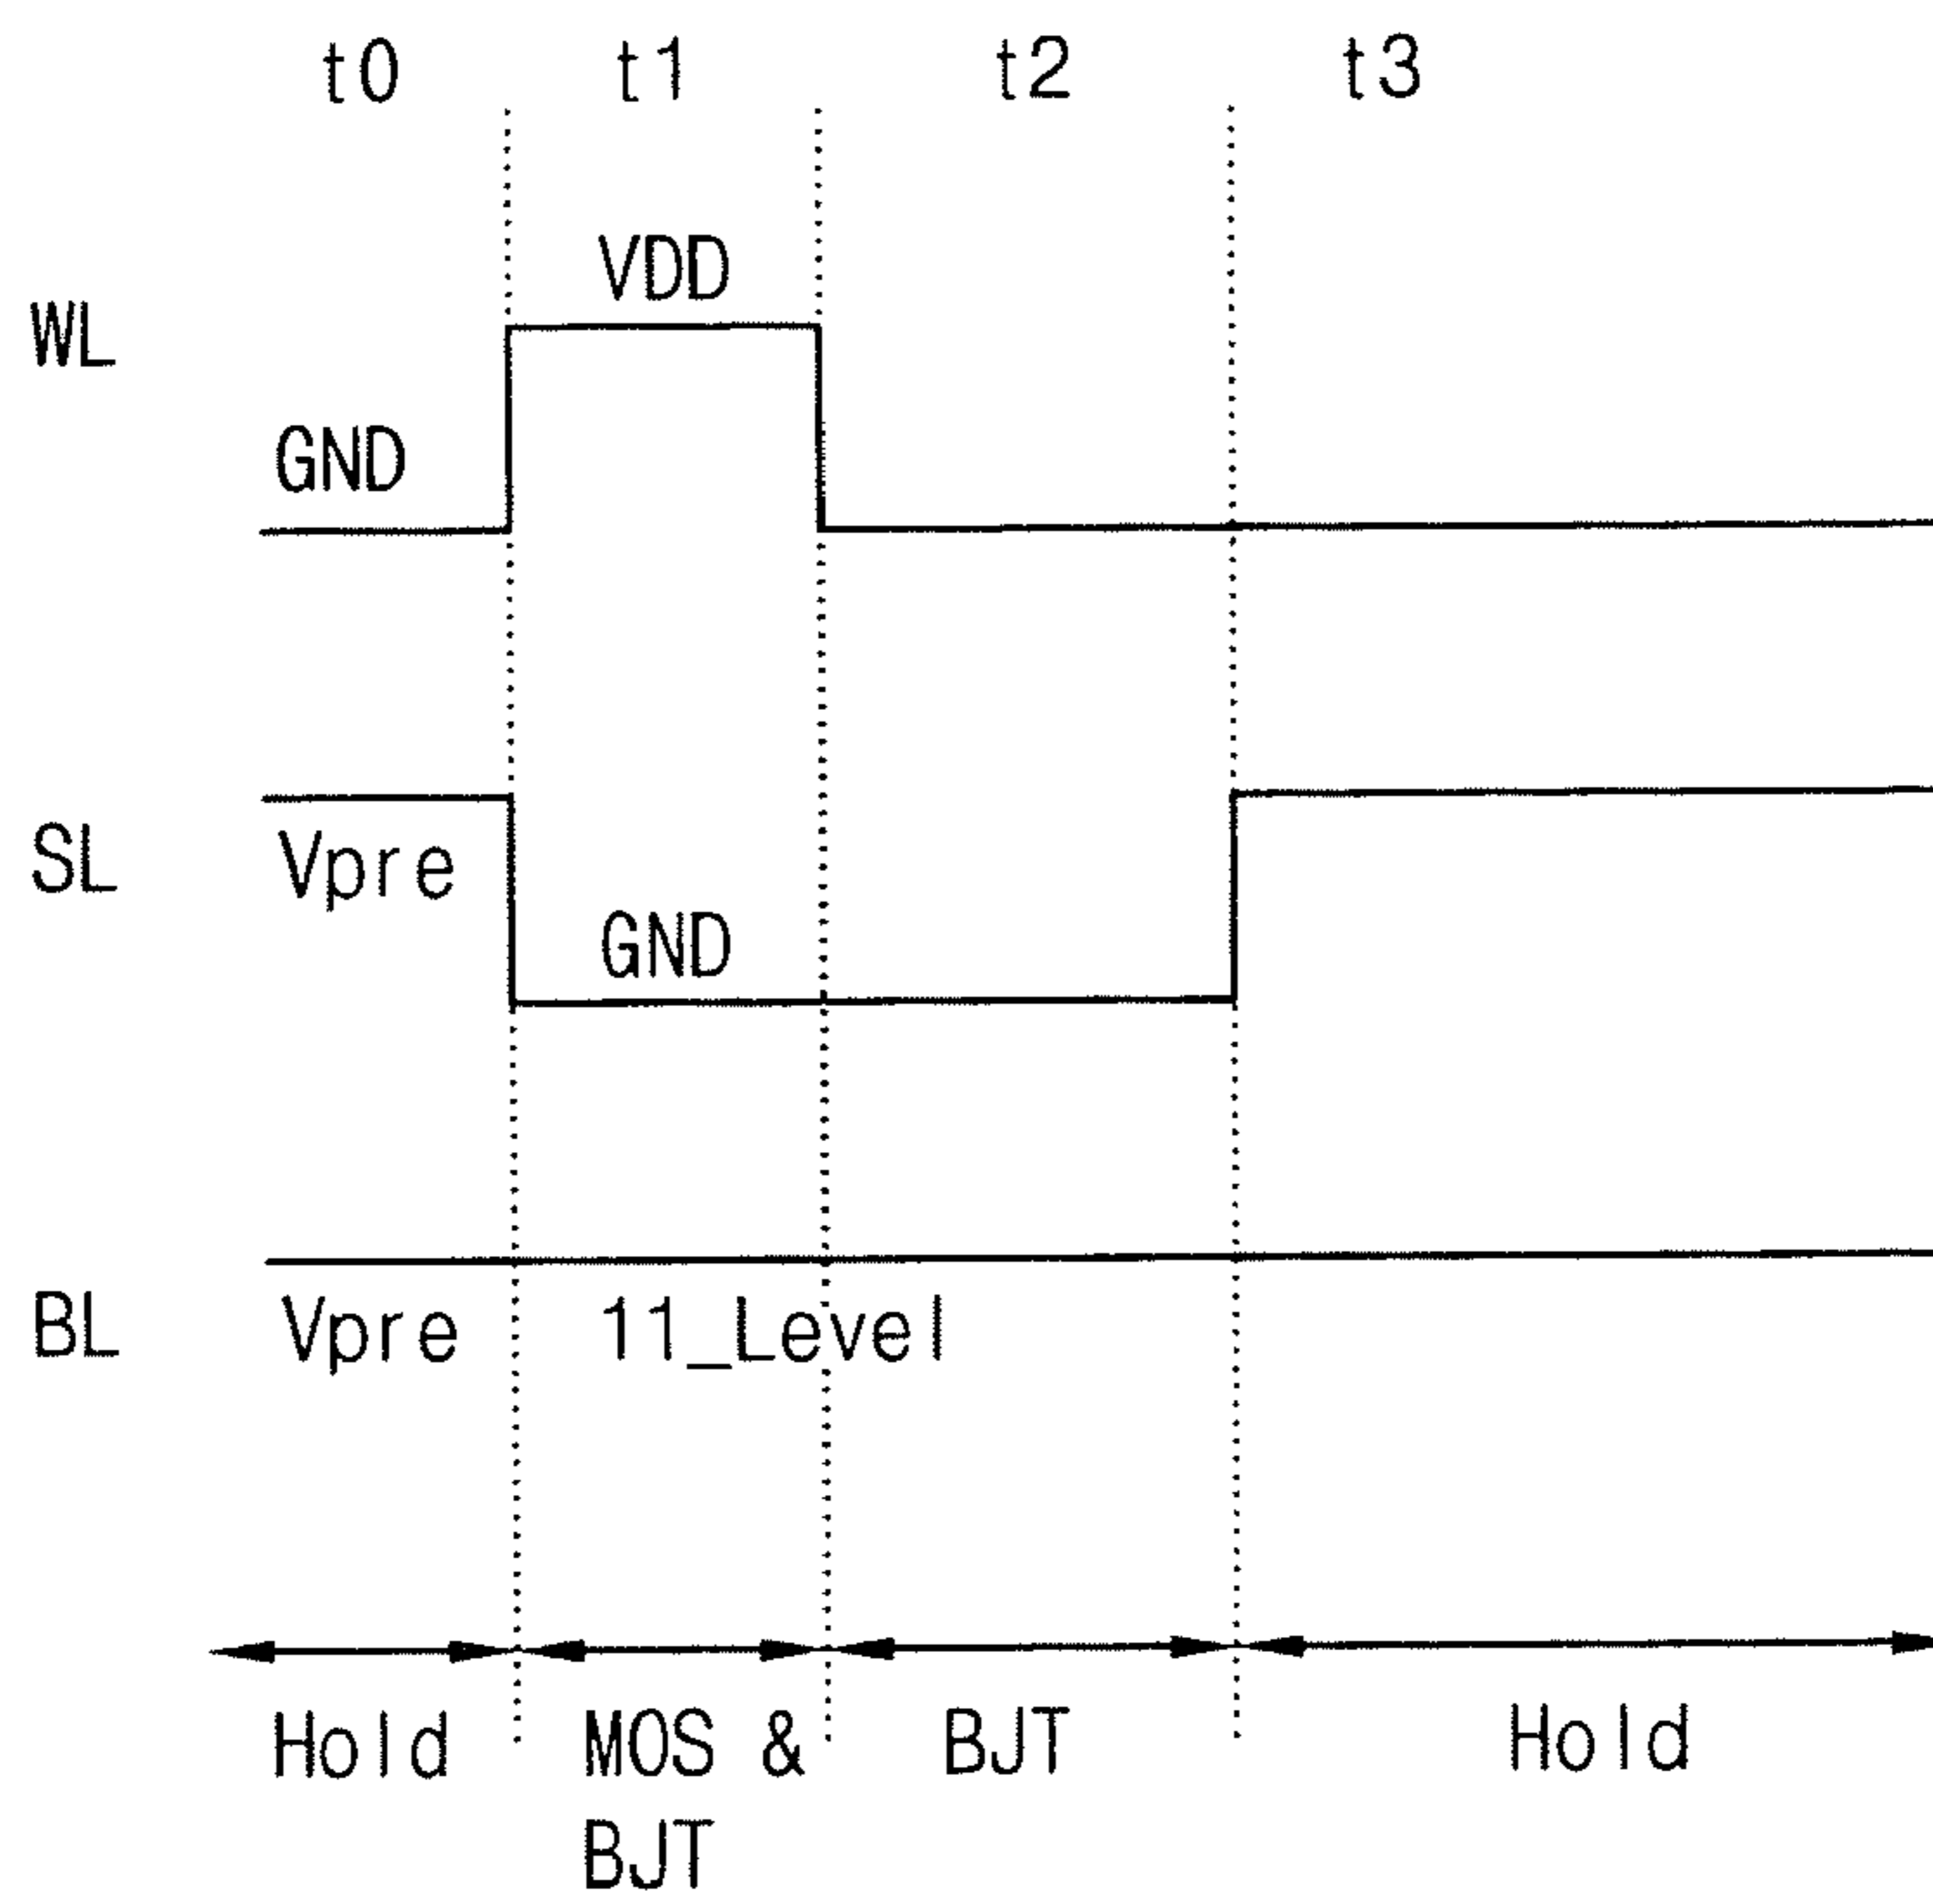 t0 t1 t2 t3
VDD
WL
GND
SL Vpre
GND
BL Vpre 11_Level
Hold MOS & BJT Hold
BJT